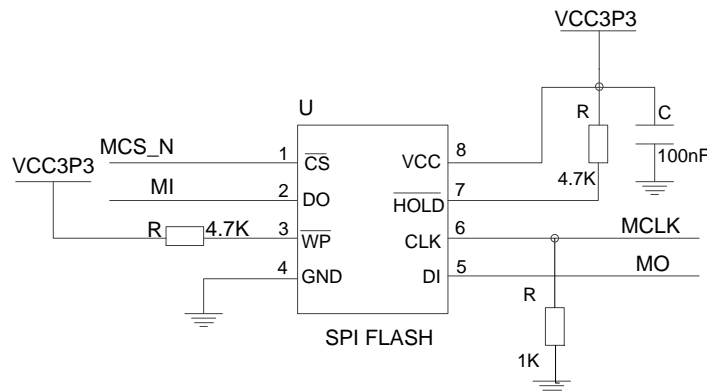 VCC3P3
U
R
C
MCS_N
1
CS
VCC
8
100nF
VCC3P3
MI
2
DO
HOLD
7
4.7K
R
4.7K
3
WP
CLK
6
MCLK
4
GND
DI
5
MO
R
SPI FLASH
1K